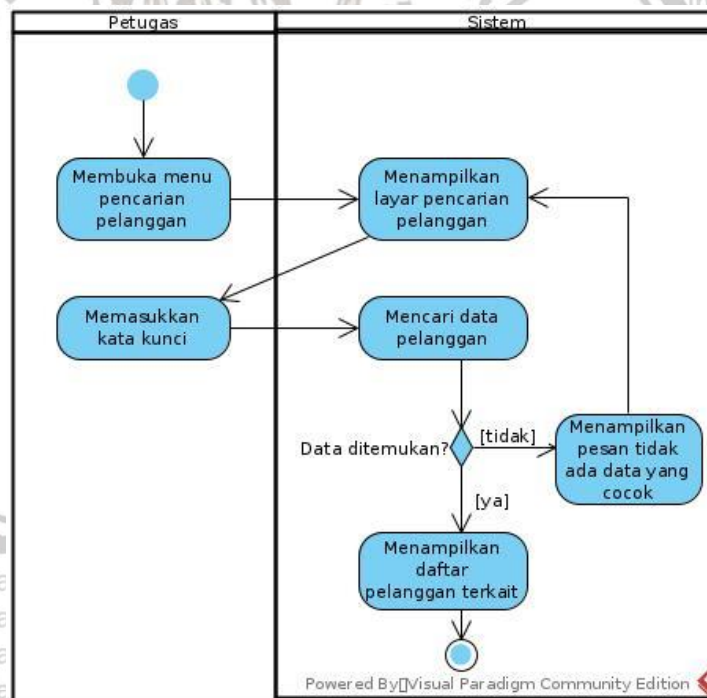 Petugas
Sistem
Membuka menu
pencarian
pelanggan
Menampilkan
layar pencarian
pelanggan
Memasukkan
kata kunci
Mencari data
pelanggan
Data ditemukan?
[tidak]
Menampilkan
pesan tidak
ada data yang
cocok
[ya]
Menampilkan
daftar
pelanggan terkait
Powered By Visual Paradigm Community Edition